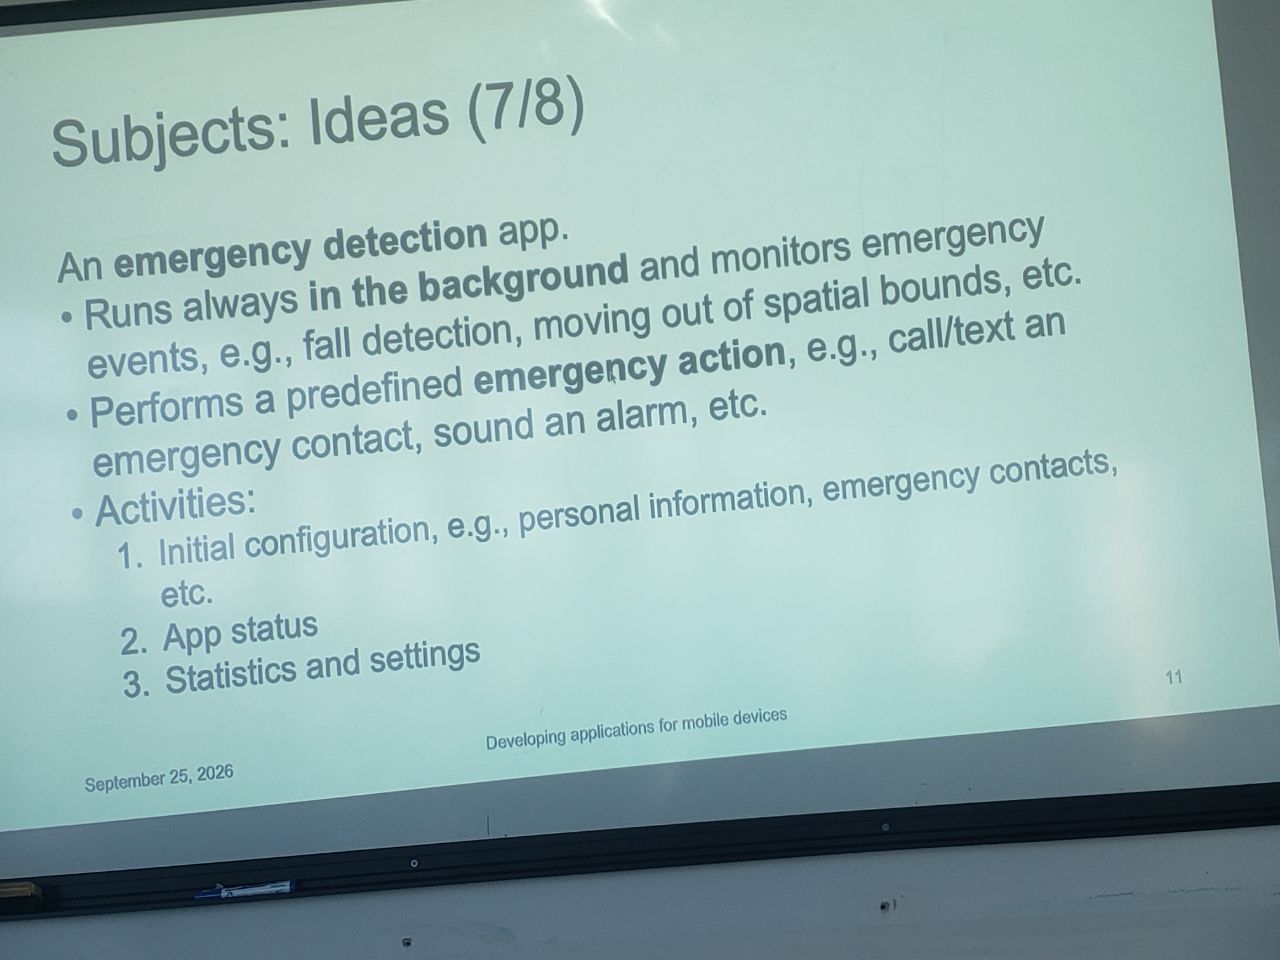 Subjects: Ideas (7/8)
An emergency detection app.
• Runs always in the background and monitors emergency
events, e.g., fall detection, moving out of spatial bounds, etc.
• Performs a predefined emergency action, e.g., call/text an
emergency contact, sound an alarm, etc.
• Activities:
1. Initial configuration, e.g., personal information, emergency contacts,
etc.
2. App status
3. Statistics and settings
11
Developing applications for mobile devices
September 25, 2026